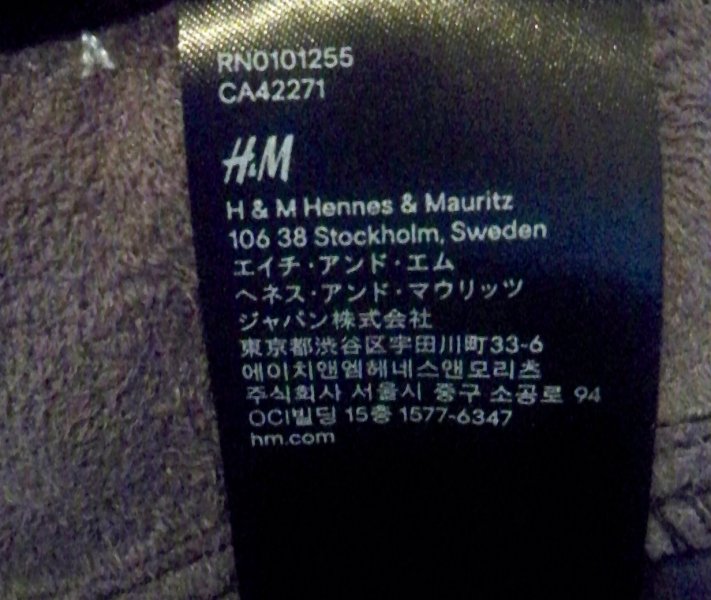 RN0101255
CA42271
H&M
H & M Hennes & Mauritz
106 38 Stockholm, Sweden
エイチ・アンド・エム
ヘネス・アンド・マウリッツ
ジャパン株式会社
東京都渋谷区宇田川町33-6
에이치앤엠헤네스앤모리츠
주식회사 서울시 중구 소공로 94
OCI빌딩 15층 1577-6347
hm.com